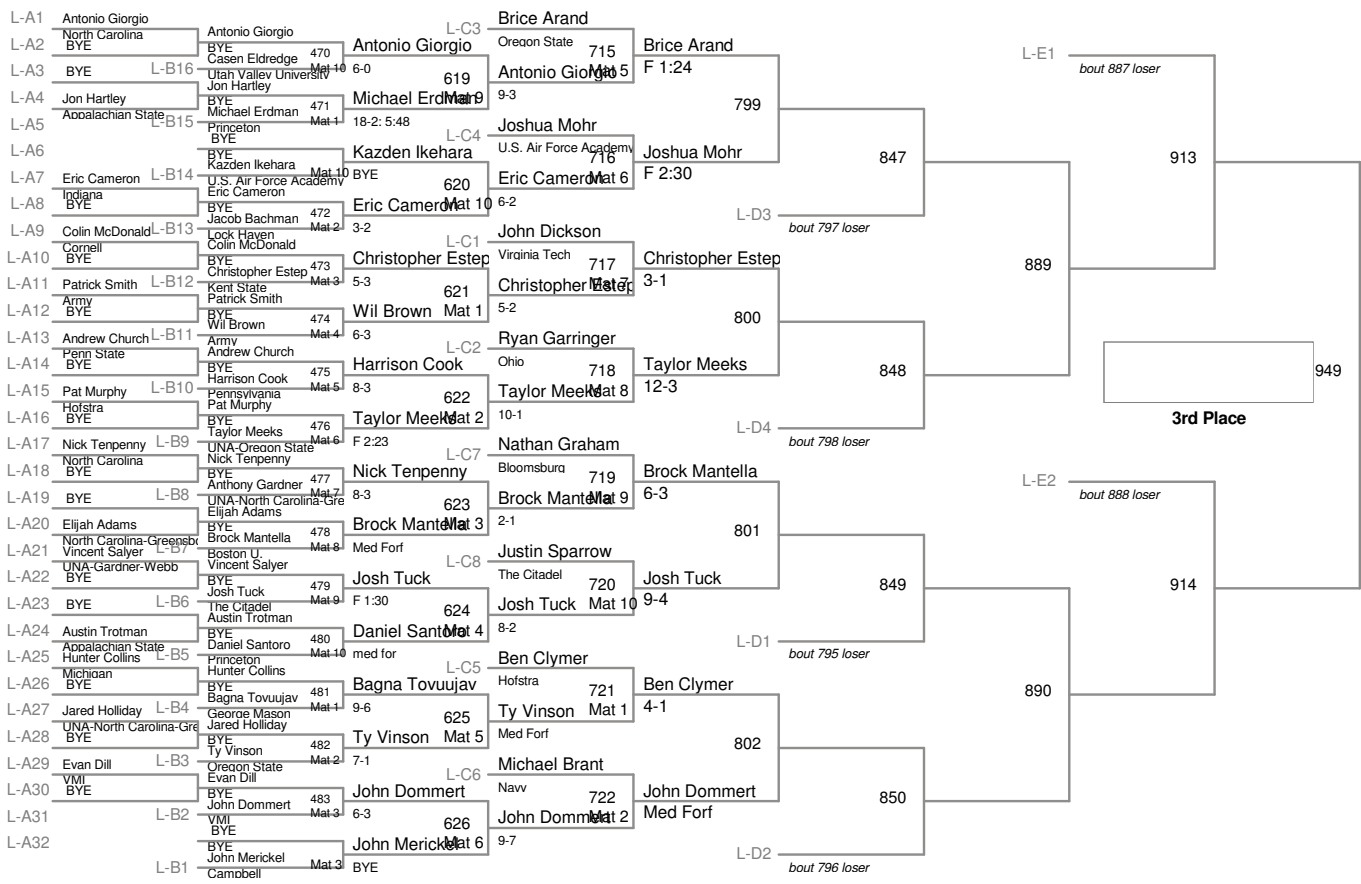 L-A1
L-A2
L-A3
L-A4
L-A5
L-A6
L-A7
L-A8
L-A9
L-A10
L-A11
L-A12
L-A13
L-A14
L-A15
L-A16
L-A17
L-A18
L-A19
L-A20
L-A21
L-A22
L-A23
L-A24
L-A25
L-A26
L-A27
L-A28
L-A29
L-A30
L-A31
L-A32
Antonio Giorgio
North Carolina
BYE
BYE
Jon Hartley
Appalachian State
Eric Cameron
Indiana
BYE
Colin McDonald
Cornell
BYE
Patrick Smith
Army
BYE
Andrew Church
Penn State
BYE
Pat Murphy
Hofstra
BYE
Nick Tenpenny
North Carolina
BYE
BYE
Elijah Adams
North Carolina-Greensbo
Vincent Salyer
UNA-Gardner-Webb
BYE
BYE
Austin Trotman
Appalachian State
Hunter Collins
Michigan
BYE
Jared Holliday
UNA-North Carolina-Gre
BYE
Evan Dill
VMI
BYE
Antonio Giorgio
BYE
470
Casen Eldredge
Mat 10
L-B16
Utah Valley University
Jon Hartley
BYE
471
Michael Erdman
Mat 1
L-B15
Princeton
BYE
BYE
Kazden Ikehara
Mat 10
L-B14
U.S. Air Force Academy
Eric Cameron
BYE
472
Jacob Bachman
Mat 2
L-B13
Lock Haven
Colin McDonald
BYE
473
Christopher Estep
Mat 3
L-B12
Kent State
Patrick Smith
BYE
474
Wil Brown
Mat 4
L-B11
Army
Andrew Church
BYE
475
Harrison Cook
Mat 5
L-B10
Pennsylvania
Pat Murphy
BYE
476
Taylor Meeks
Mat 6
L-B9
UNA-Oregon State
Nick Tenpenny
BYE
477
Anthony Gardner
Mat 7
L-B8
UNA-North Carolina-Gre
Elijah Adams
BYE
478
Brock Mantella
Mat 8
L-B7
Boston U.
Vincent Salyer
BYE
479
Josh Tuck
Mat 9
L-B6
The Citadel
Austin Trotman
BYE
480
Daniel Santoro
Mat 10
L-B5
Princeton
Hunter Collins
BYE
481
Bagna Tovuujav
Mat 1
L-B4
George Mason
Jared Holliday
BYE
482
Ty Vinson
Mat 2
L-B3
Oregon State
Evan Dill
BYE
483
John Dommert
Mat 3
L-B2
VMI
BYE
BYE
John Merickel
Mat 3
L-B1
Campbell
Antonio Giorgio
6-0
619
Mat 9
Michael Erdman
18-2: 5:48
Kazden Ikehara
BYE
620
Mat 10
Eric Cameron
3-2
Christopher Estep
5-3
621
Mat 1
Wil Brown
6-3
Harrison Cook
8-3
622
Mat 2
Taylor Meeks
F 2:23
Nick Tenpenny
8-3
623
Mat 3
Brock Mantella
Med Forf
Josh Tuck
F 1:30
624
Mat 4
Daniel Santoro
med for
Bagna Tovuujav
9-6
625
Mat 5
Ty Vinson
7-1
John Dommert
6-3
626
Mat 6
John Merickel
BYE
L-C3
Brice Arand
Oregon State
715
Mat 5
Antonio Giorgio
9-3
L-C4
Joshua Mohr
U.S. Air Force Academy
716
Mat 6
Eric Cameron
6-2
L-C1
John Dickson
Virginia Tech
717
Mat 7
Christopher Estep
5-2
L-C2
Ryan Garringer
Ohio
718
Mat 8
Taylor Meeks
10-1
L-C7
Nathan Graham
Bloomsburg
719
Mat 9
Brock Mantella
2-1
L-C8
Justin Sparrow
The Citadel
720
Mat 10
Josh Tuck
8-2
L-C5
Ben Clymer
Hofstra
721
Mat 1
Ty Vinson
Med Forf
L-C6
Michael Brant
Navy
722
Mat 2
John Dommert
9-7
Brice Arand
F 1:24
799
Joshua Mohr
F 2:30
Christopher Estep
3-1
800
Taylor Meeks
12-3
Brock Mantella
6-3
801
Josh Tuck
9-4
Ben Clymer
4-1
802
John Dommert
Med Forf
847
L-D3
bout 797 loser
848
L-D4
bout 798 loser
849
L-D1
bout 795 loser
850
L-D2
bout 796 loser
889
890
L-E1
bout 887 loser
913
L-E2
bout 888 loser
914
949
3rd Place